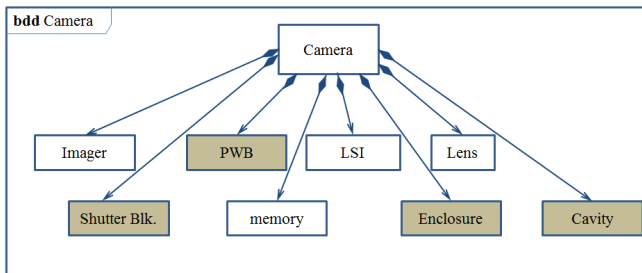 bdd Camera
Camera
Imager
PWB
LSI
Lens
Shutter Blk.
memory
Enclosure
Cavity